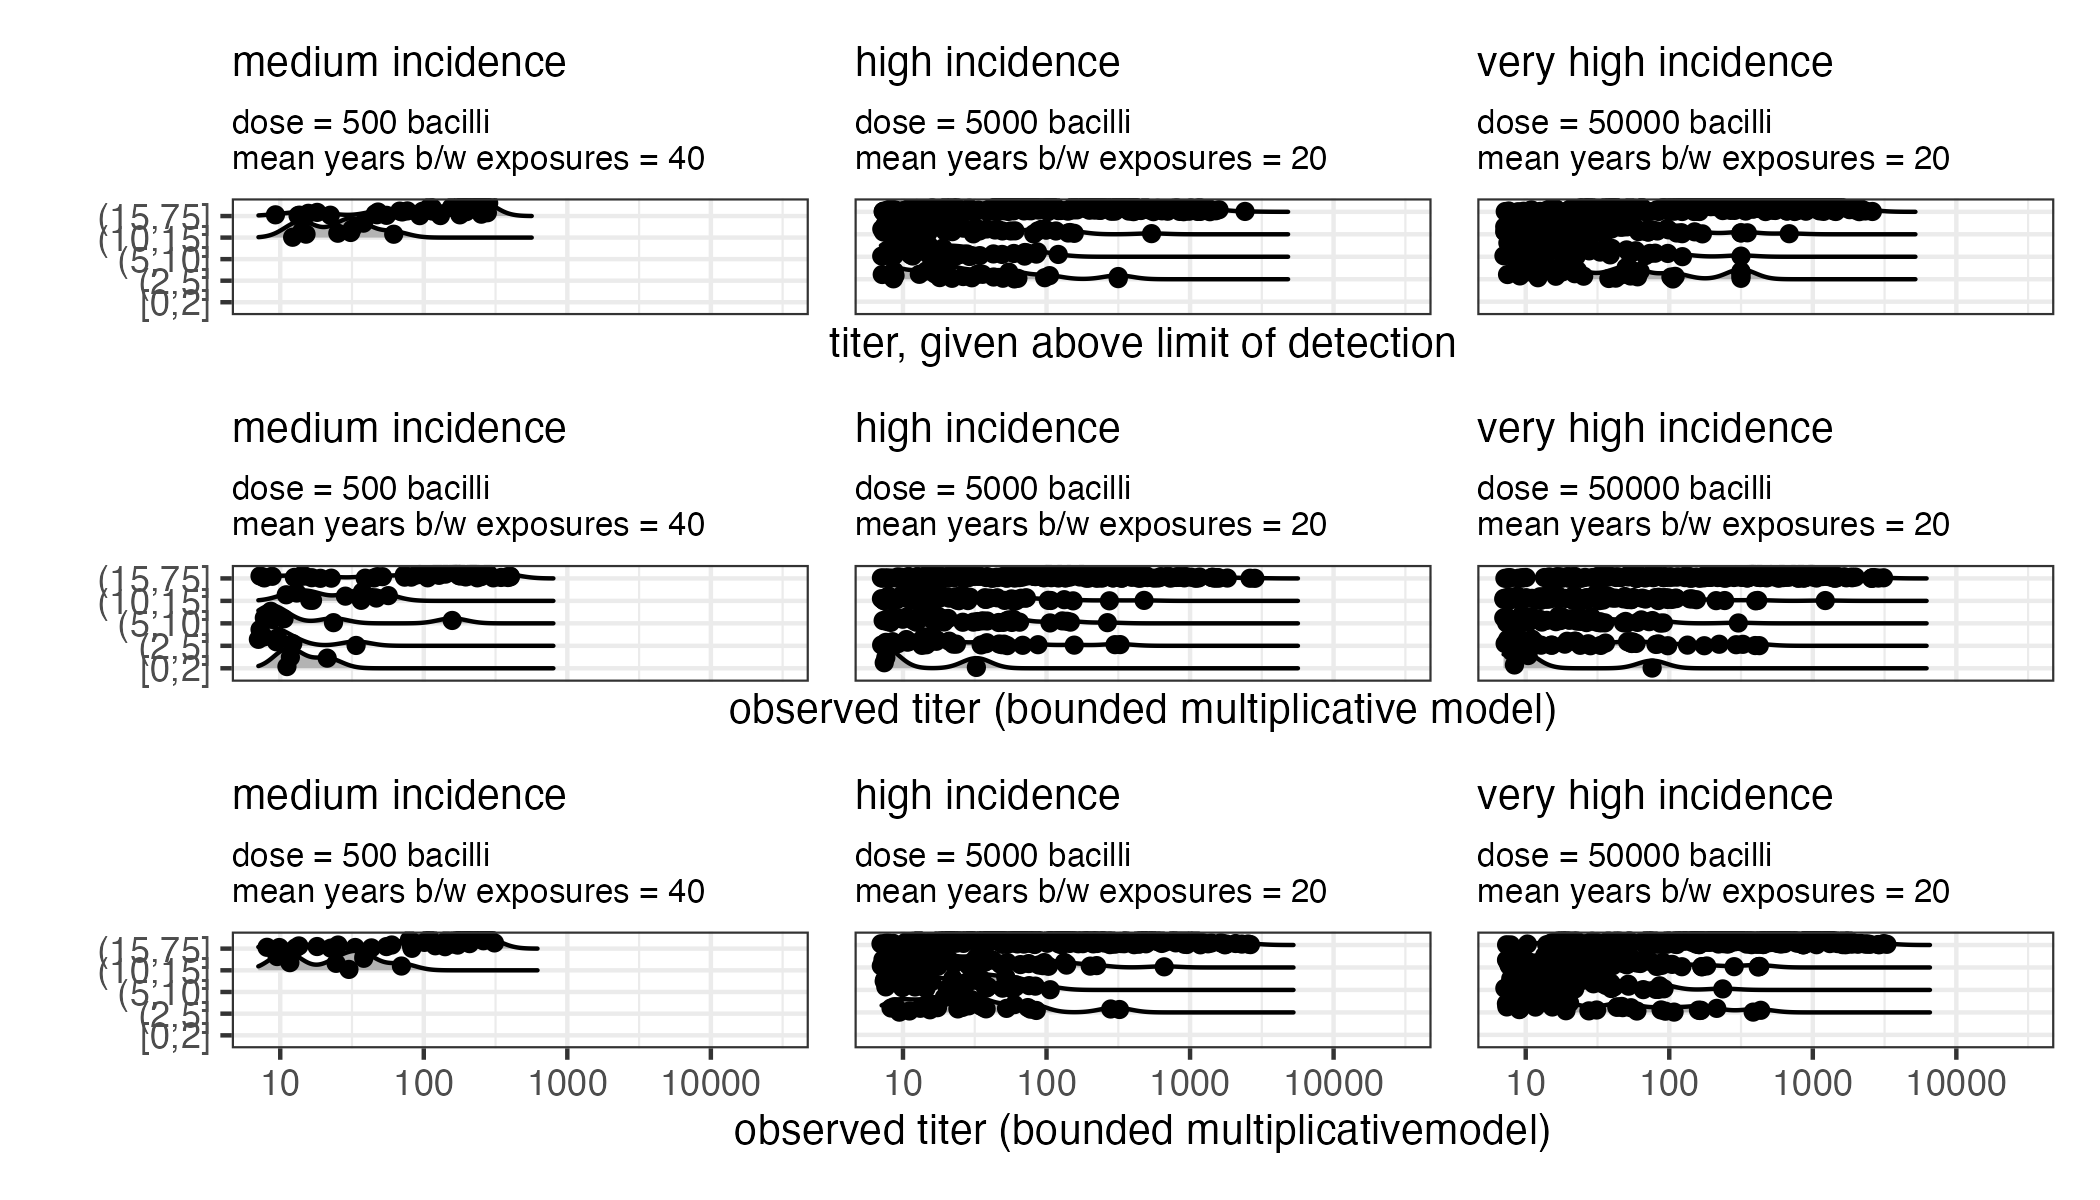 medium incidence high incidence very high incidence
dose = 500 bacilli dose = 5000 bacilli dose = 50000 bacilli
mean years b/w exposures = 40 mean years b/w exposures = 20 mean years b/w exposures = 20
(15,75]
(10,15]
(5,10]
(2,5]
[0,2]
titer, given above limit of detection
medium incidence high incidence very high incidence
dose = 500 bacilli dose = 5000 bacilli dose = 50000 bacilli
mean years b/w exposures = 40 mean years b/w exposures = 20 mean years b/w exposures = 20
(15,75]
(10,15]
(5,10]
(2,5]
[0,2]
observed titer (bounded multiplicative model)
medium incidence high incidence very high incidence
dose = 500 bacilli dose = 5000 bacilli dose = 50000 bacilli
mean years b/w exposures = 40 mean years b/w exposures = 20 mean years b/w exposures = 20
(15,75]
(10,15]
(5,10]
(2,5]
[0,2]
10 100 1000 10000 10 100 1000 10000 10 100 1000 10000
observed titer (bounded multiplicativemodel)